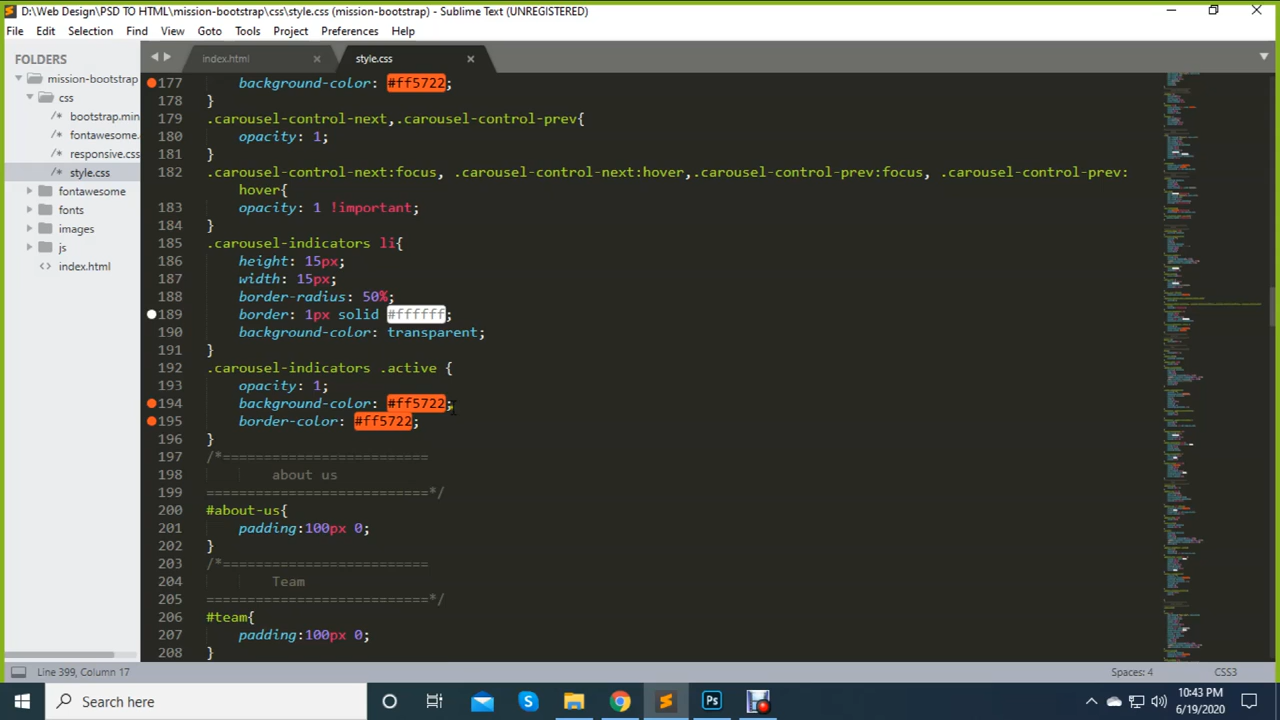 D:\Web Design\PSD TO HTML\mission-bootstrap\css\style.css (mission-bootstrap) - Sublime Text (UNREGISTERED)
File Edit Selection Find View Goto Tools Project Preferences Help
FOLDERS
mission-bootstrap
css
/* bootstrap.min
/* fontawesome.
/* responsive.css
/* style.css
fontawesome
fonts
images
js
<> index.html
index.html × style.css ×
177 background-color: #ff5722;
178 }
179 .carousel-control-next,.carousel-control-prev{
180 opacity: 1;
181 }
182 .carousel-control-next:focus, .carousel-control-next:hover,.carousel-control-prev:focus, .carousel-control-prev:
hover{
183 opacity: 1 !important;
184 }
185 .carousel-indicators li{
186 height: 15px;
187 width: 15px;
188 border-radius: 50%;
189 border: 1px solid #ffffff;
190 background-color: transparent;
191 }
192 .carousel-indicators .active {
193 opacity: 1;
194 background-color: #ff5722;
195 border-color: #ff5722;
196 }
197 /*=========================
198 about us
199 ===========================*/
200 #about-us{
201 padding:100px 0;
202 }
203 /*=========================
204 Team
205 ===========================*/
206 #team{
207 padding:100px 0;
208 }
Line 399, Column 17
Spaces: 4
CSS3
Search
Ps
10:43 PM
6/19/2020